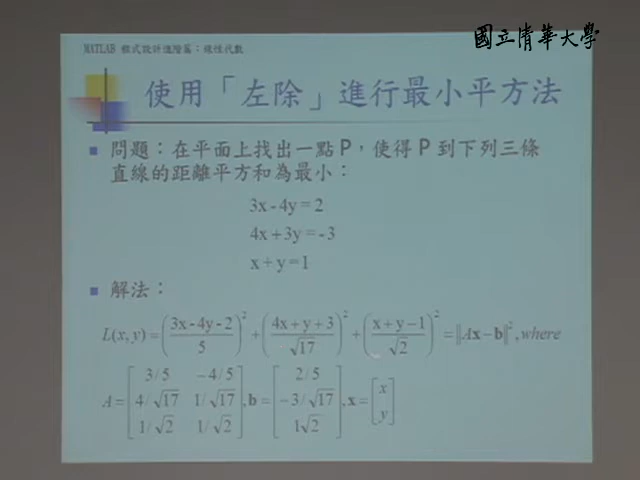 國立清華大學
MATLAB 程式設計進階篇：線性代數
使用「左除」進行最小平方法
問題：在平面上找出一點 P，使得 P 到下列三條
直線的距離平方和為最小：
3x - 4y = 2
4x + 3y = -3
x + y = 1
解法：
L(x, y) = ((3x - 4y - 2)/5)² + ((4x + y + 3)/√17)² + ((x + y - 1)/√2)² = ||Ax - b||², where
A = [3/5 -4/5; 4/√17 1/√17; 1/√2 1/√2], b = [2/5; -3/√17; 1√2], x = [x; y]